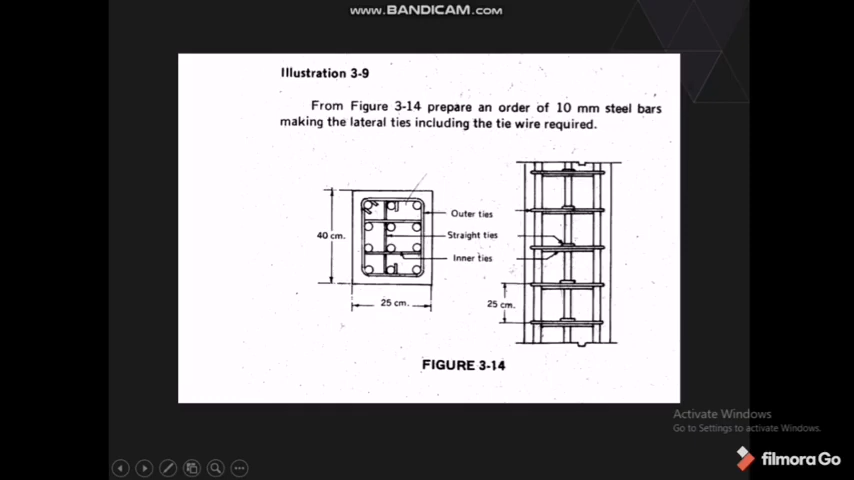 WWW.BANDICAM.COM
Illustration 3-9
From Figure 3-14 prepare an order of 10 mm steel bars
making the lateral ties including the tie wire required.
Outer ties
40 cm.
Straight ties
Inner ties
25 cm.
25 cm.
FIGURE 3-14
Activate Windows
Go to Settings to activate Windows.
filmora Go